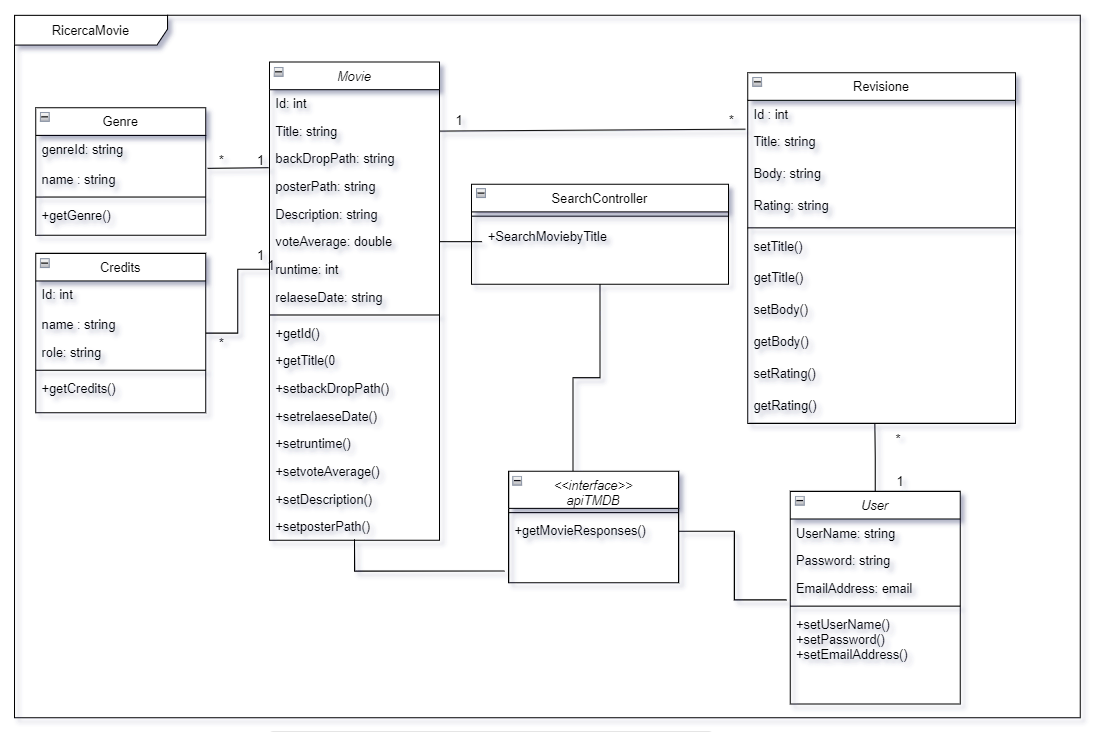 RicercaMovie
Genre
genreId: string
name : string
+getGenre()
*
1
Credits
Id: int
name : string
role: string
+getCredits()
*
1
1
Movie
Id: int
Title: string
backDropPath: string
posterPath: string
Description: string
voteAverage: double
runtime: int
relaeseDate: string
+getId()
+getTitle(0
+setbackDropPath()
+setrelaeseDate()
+setruntime()
+setvoteAverage()
+setDescription()
+setposterPath()
1
*
SearchController
+SearchMoviebyTitle
<<interface>>
apiTMDB
+getMovieResponses()
Revisione
Id : int
Title: string
Body: string
Rating: string
setTitle()
getTitle()
setBody()
getBody()
setRating()
getRating()
*
1
User
UserName: string
Password: string
EmailAddress: email
+setUserName()
+setPassword()
+setEmailAddress()